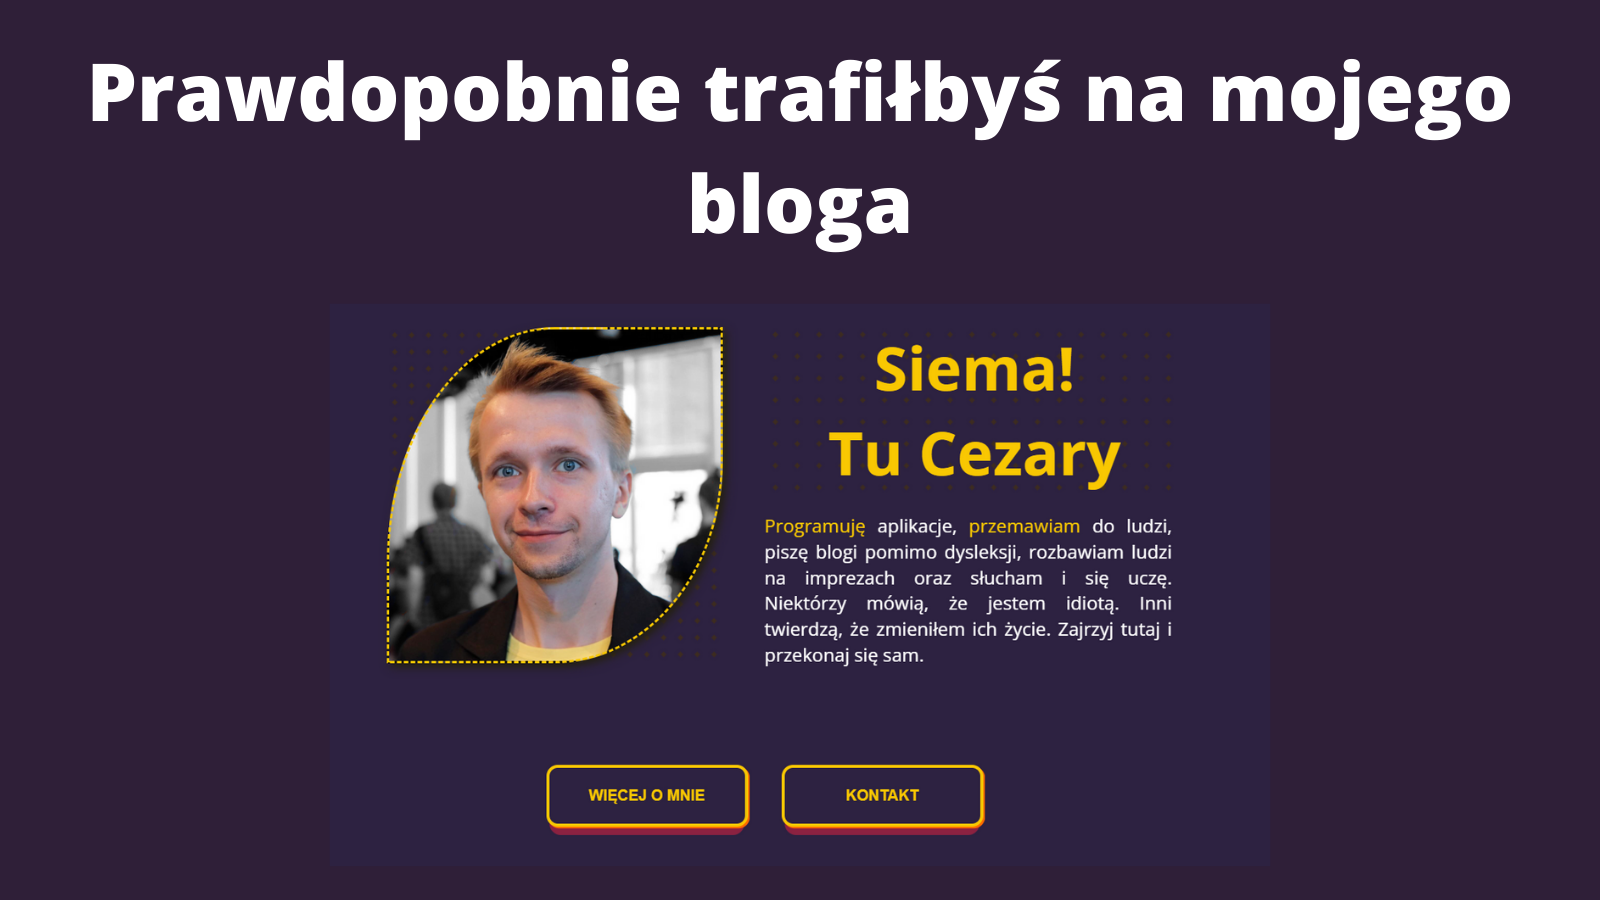 Prawdopobnie trafiłbyś na mojego
bloga
Siema!
Tu Cezary
Programuję aplikacje, przemawiam do ludzi,
piszę blogi pomimo dysleksji, rozbawiam ludzi
na imprezach oraz słucham i się uczę.
Niektórzy mówią, że jestem idiotą. Inni
twierdzą, że zmieniłem ich życie. Zajrzyj tutaj i
przekonaj się sam.
WIĘCEJ O MNIE
KONTAKT